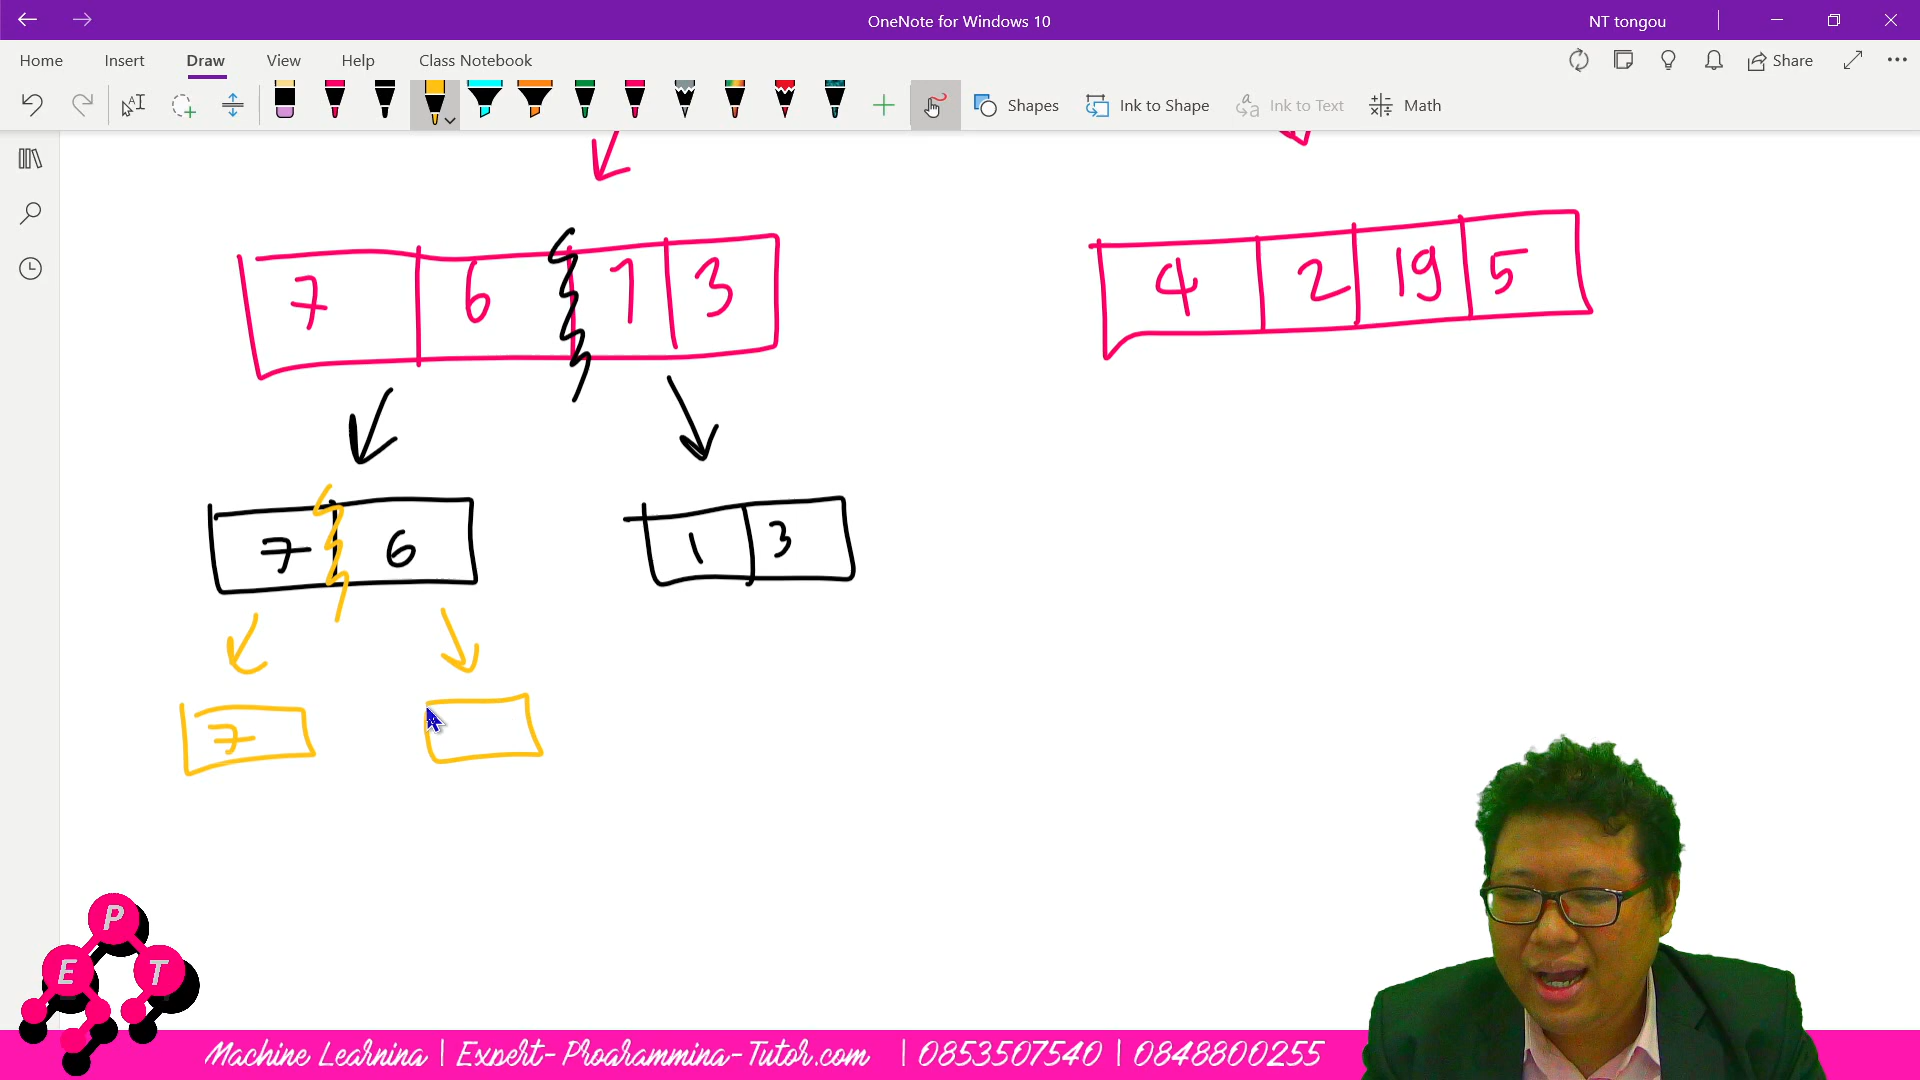 OneNote for Windows 10
NT tongou
Home Insert Draw View Help Class Notebook
Share
Shapes Ink to Shape Ink to Text Math
7 6 1 3
4 2 19 5
7 6
1 3
7
P
E T
Machine Learning | Expert-Programming-Tutor.com | 0853507540 | 0848800255